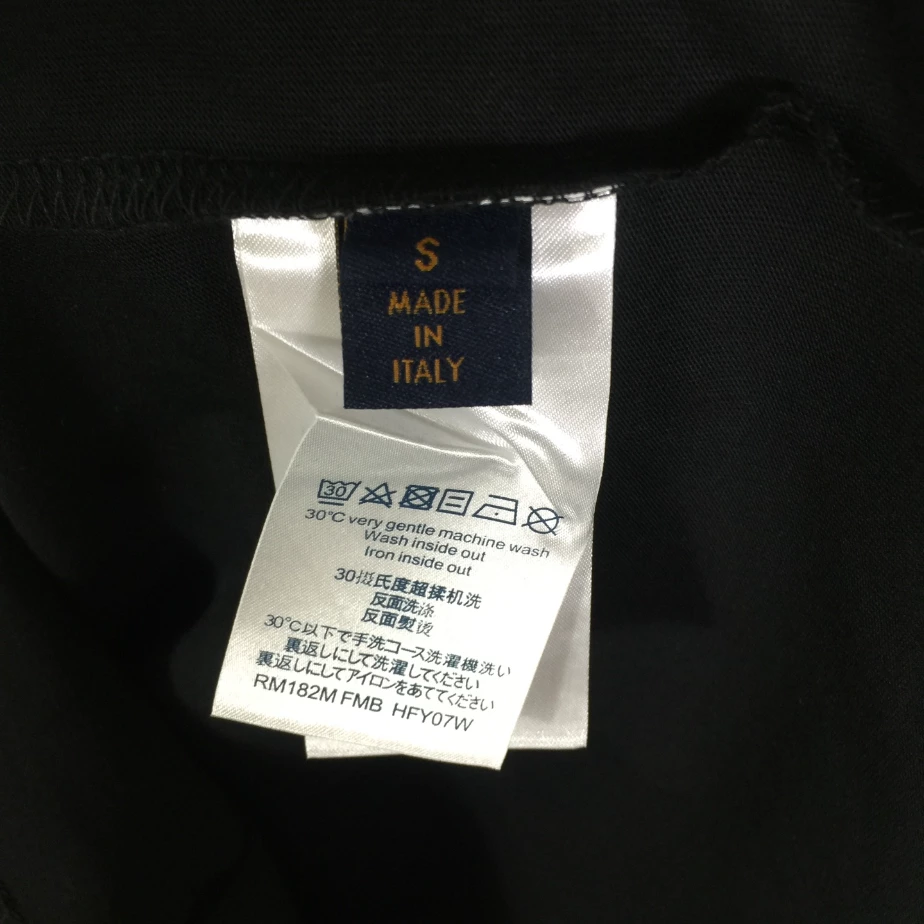 S
MADE
IN
ITALY
30
30°C very gentle machine wash
Wash inside out
Iron inside out
30摄氏度超揉机洗
反面洗涤
反面熨烫
30°C以下で手洗コース洗濯機洗い
裏返しにして洗濯してください
裏返しにしてアイロンをあててください
RM182M FMB HFY07W